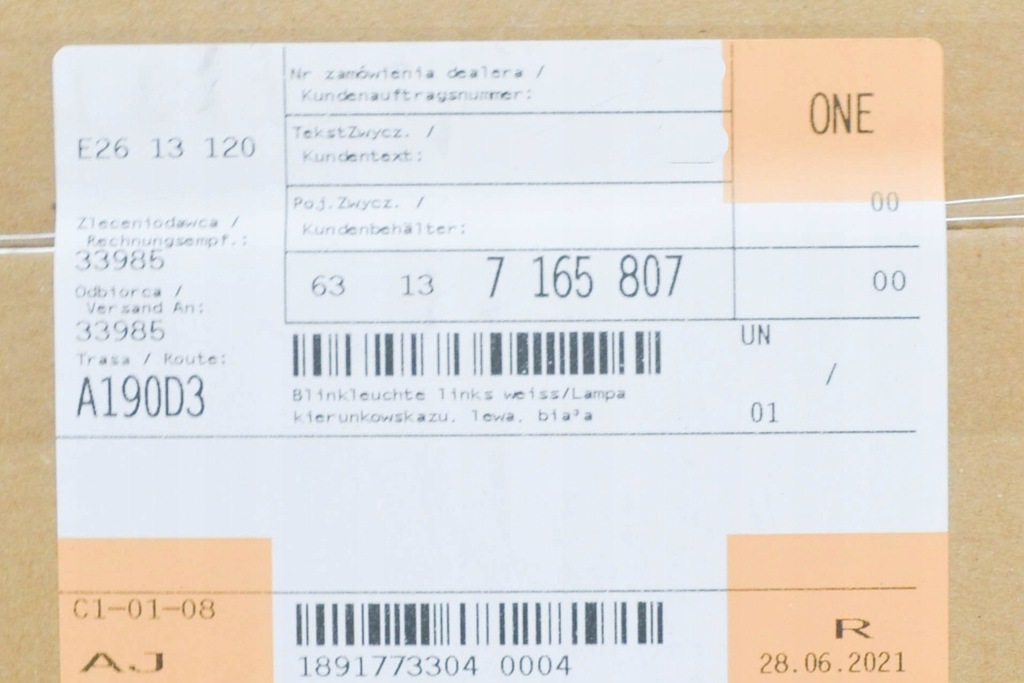 Nr zamówienia dealera /
Kundenauftragsnummer:
ONE
TekstZwycz. /
Kundentext:
E26 13 120
Poj.Zwycz. /
Kundenbehälter:
00
Zleceniodawca /
Rechnungsempf.:
33985
63 13 7 165 807
00
Odbiorca /
Versand An:
33985
UN
/
01
Trasa / Route:
A190D3
Blinkleuchte links weiss/Lampa
kierunkowskazu, lewa, bia³a
C1-01-08
AJ
1891773304 0004
R
28.06.2021